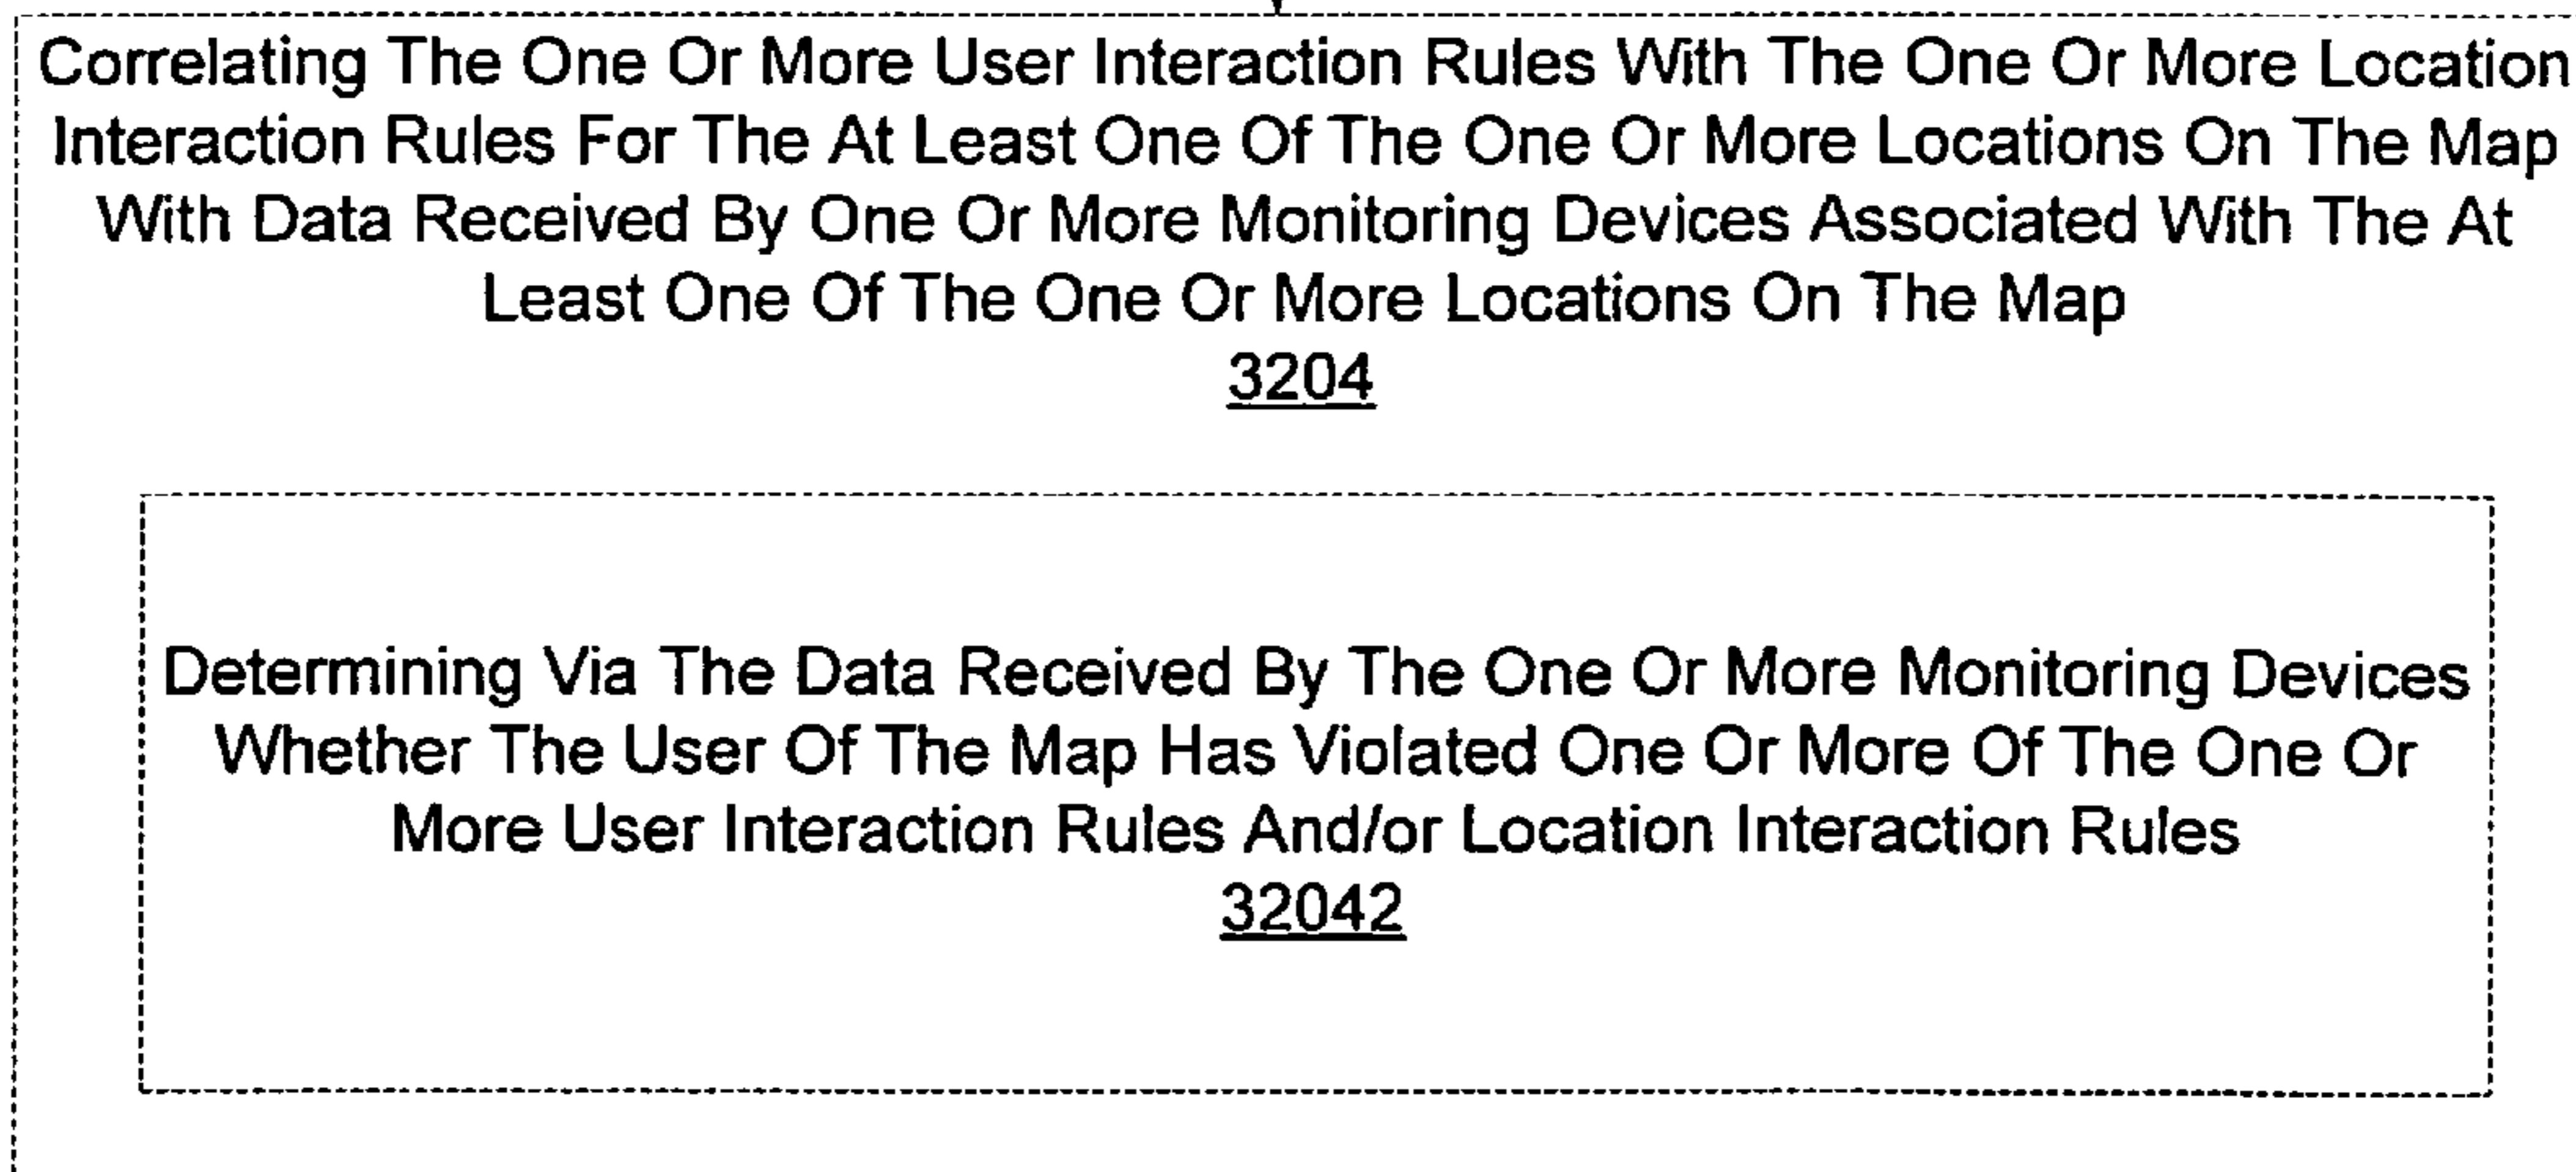 Correlating The One Or More User Interaction Rules With The One Or More Location
Interaction Rules For The At Least One Of The One Or More Locations On The Map
With Data Received By One Or More Monitoring Devices Associated With The At
Least One Of The One Or More Locations On The Map
3204
Determining Via The Data Received By The One Or More Monitoring Devices
Whether The User Of The Map Has Violated One Or More Of The One Or
More User Interaction Rules And/or Location Interaction Rules
32042